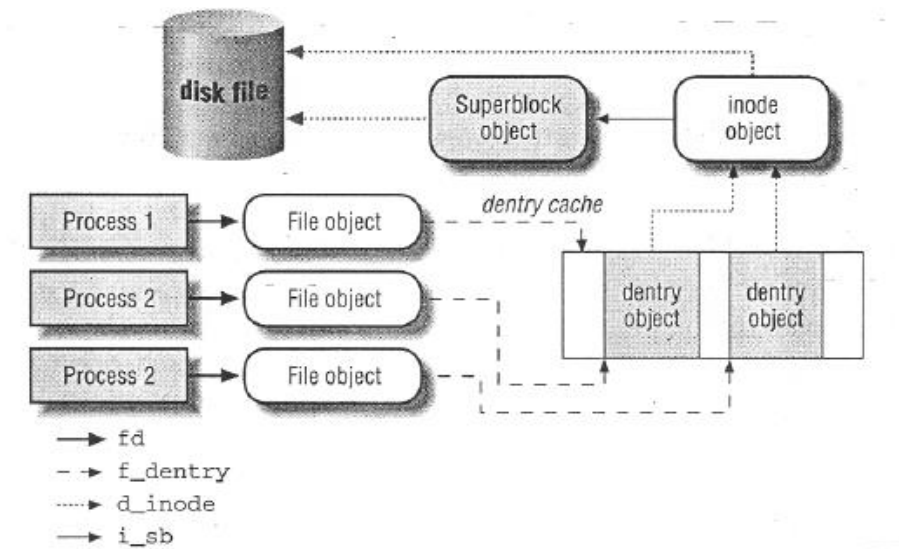 disk file
Superblock
object
inode
object
Process 1
File object
dentry cache
Process 2
File object
dentry
object
dentry
object
Process 2
File object
fd
f_dentry
d_inode
i_sb